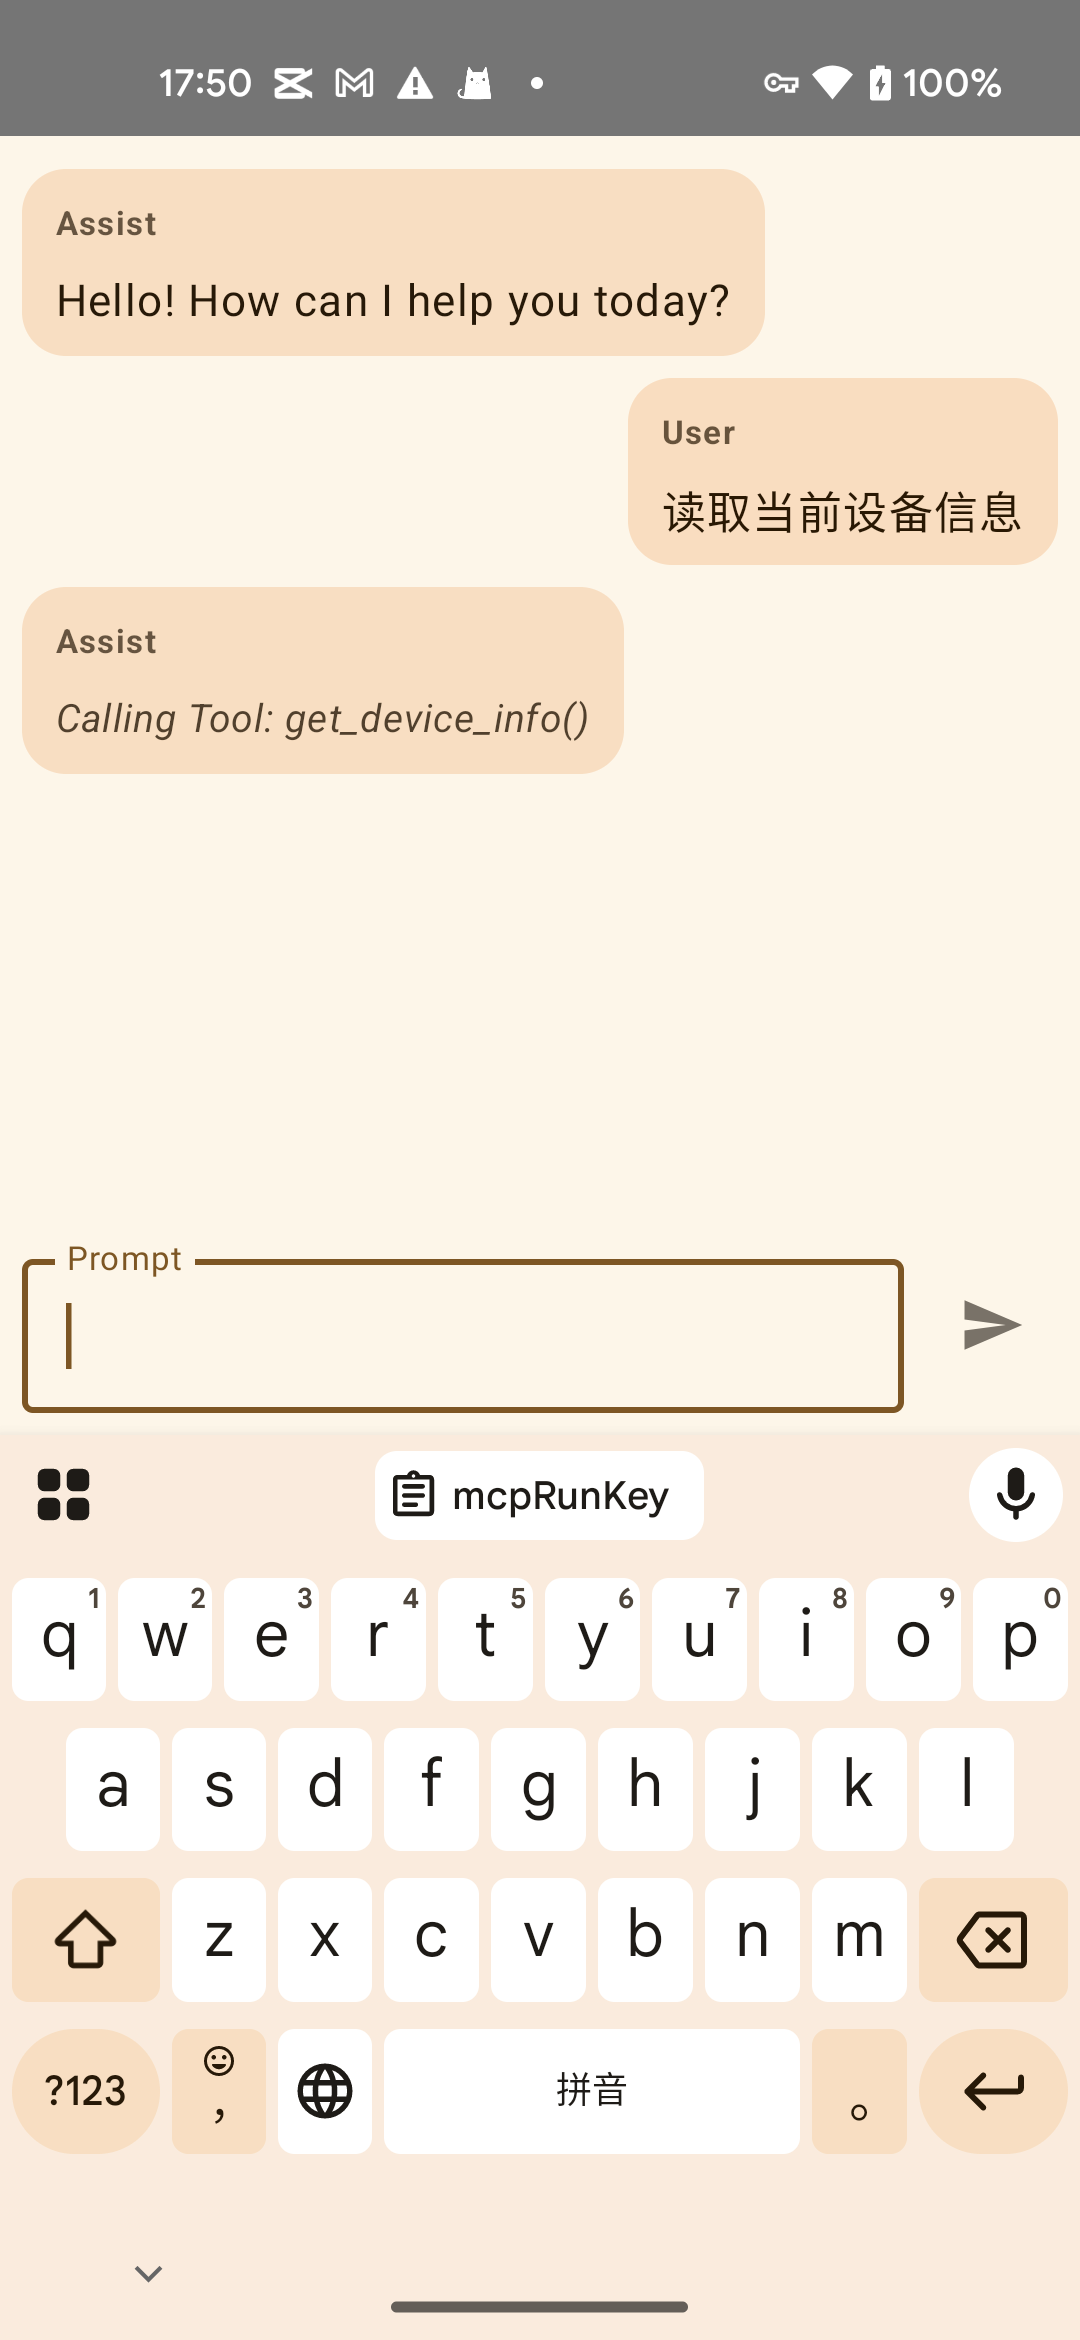 17:50
100%
Assist
Hello! How can I help you today?
User
读取当前设备信息
Assist
Calling Tool: get_device_info()
Prompt
mcpRunKey
1 2 3 4 5 6 7 8 9 0
q w e r t y u i o p
a s d f g h j k l
z x c v b n m
?123 , 拼音 。